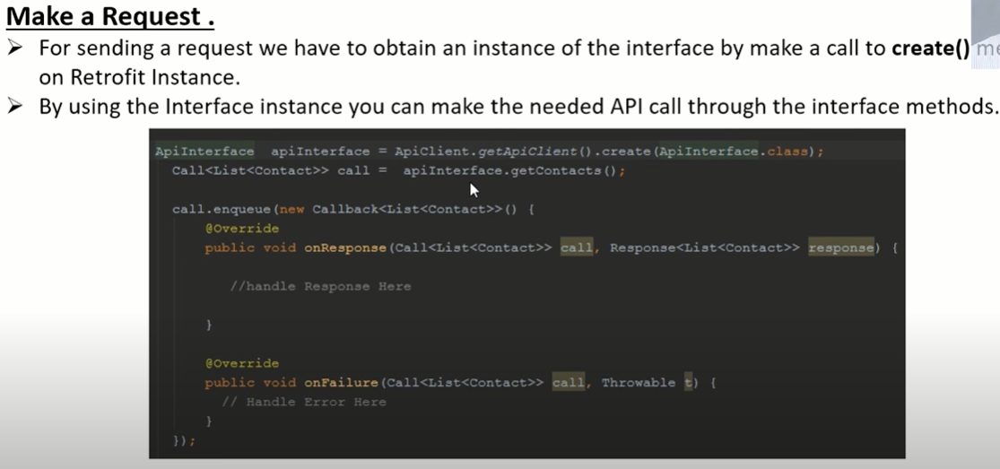 Make a Request .
➢ For sending a request we have to obtain an instance of the interface by make a call to create()
on Retrofit Instance.
➢ By using the Interface instance you can make the needed API call through the interface methods.
ApiInterface apiInterface = ApiClient.getApiClient().create(ApiInterface.class);
Call<List<Contact>> call = apiInterface.getContacts();
call.enqueue(new Callback<List<Contact>>() {
@Override
public void onResponse(Call<List<Contact>> call, Response<List<Contact>> response) {
//handle Response Here
}
@Override
public void onFailure(Call<List<Contact>> call, Throwable t) {
// Handle Error Here
}
});